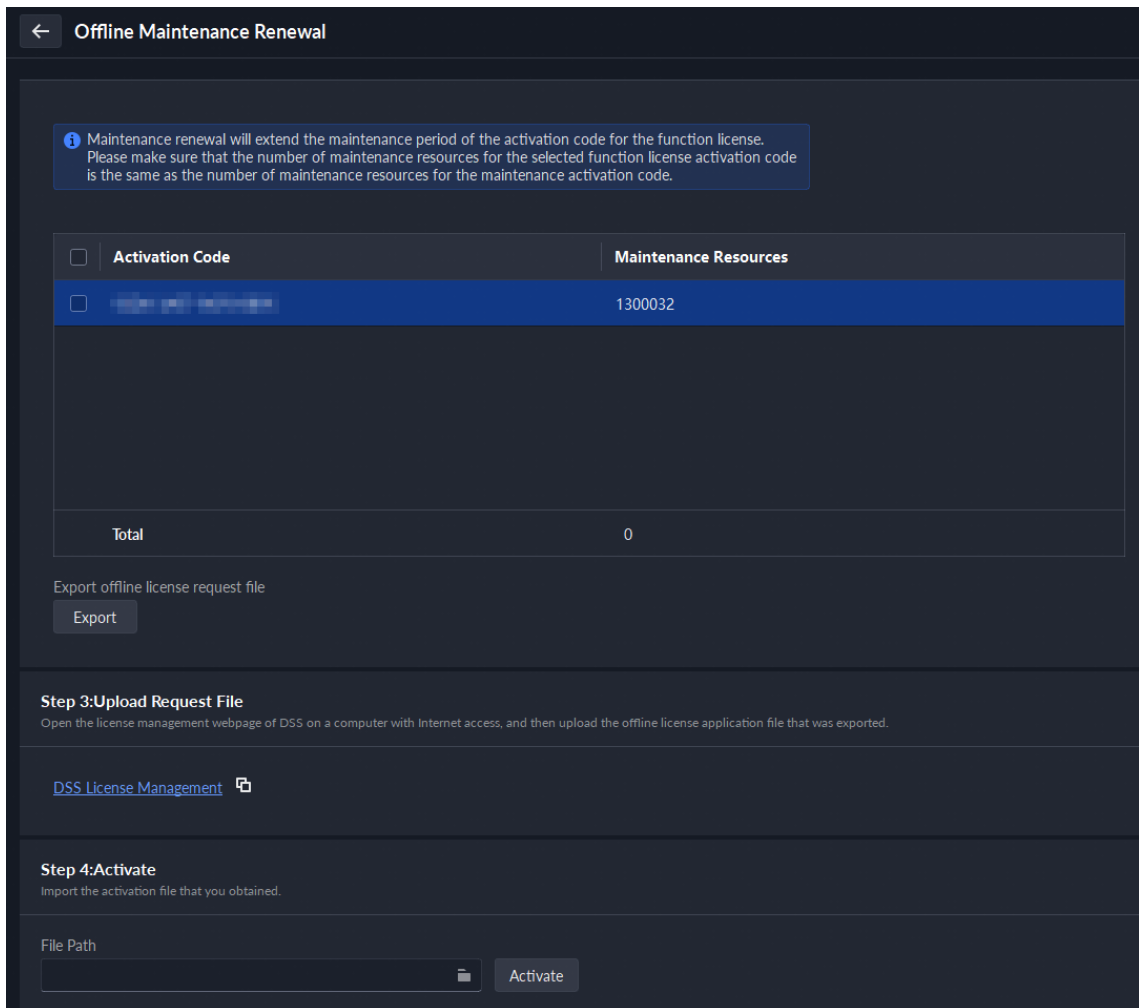 Offline Maintenance Renewal
Maintenance renewal will extend the maintenance period of the activation code for the function license.
Please make sure that the number of maintenance resources for the selected function license activation code
is the same as the number of maintenance resources for the maintenance activation code.
Activation Code Maintenance Resources
1300032
Total 0
Export offline license request file
Export
Step 3:Upload Request File
Open the license management webpage of DSS on a computer with Internet access, and then upload the offline license application file that was exported.
DSS License Management
Step 4:Activate
Import the activation file that you obtained.
File Path
Activate